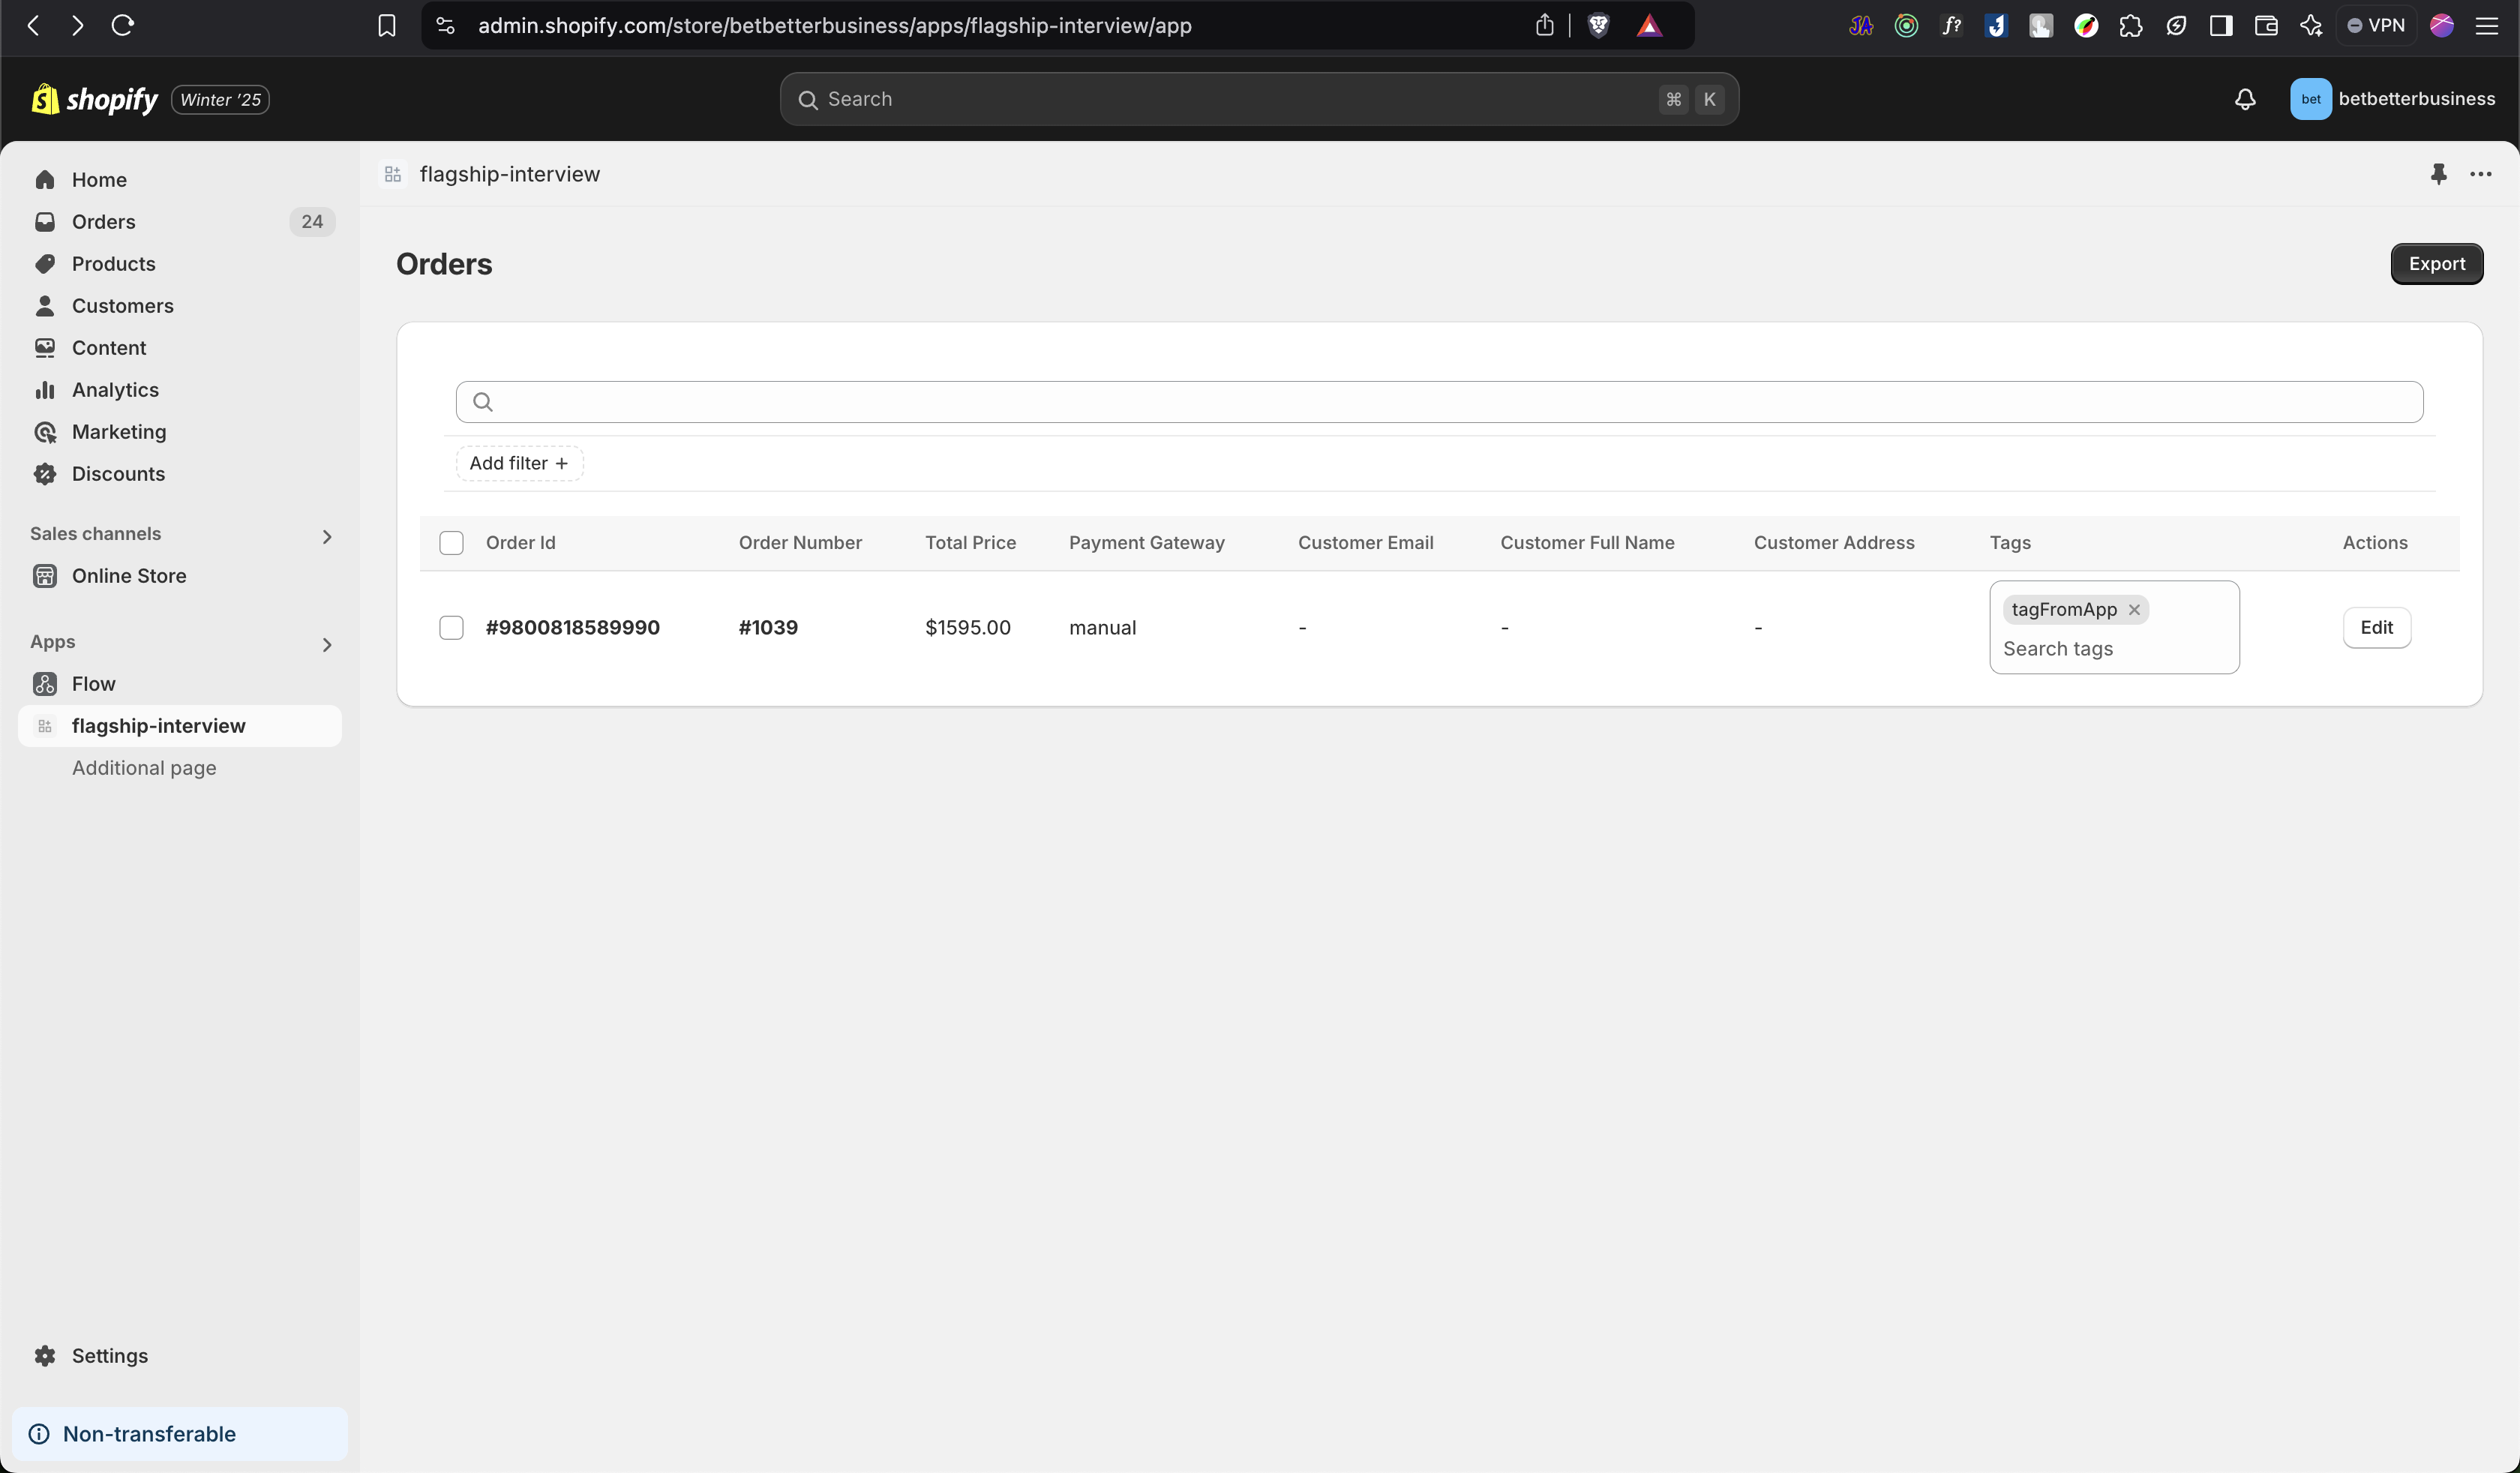 admin.shopify.com/store/betbetterbusiness/apps/flagship-interview/app
JA
f?
J
VPN
shopify
Winter '25
Search
⌘ K
bet
betbetterbusiness
Home
Orders 24
Products
Customers
Content
Analytics
Marketing
Discounts
Sales channels
Online Store
Apps
Flow
flagship-interview
Additional page
Settings
Non-transferable
flagship-interview
Orders
Export
Add filter +
Order Id Order Number Total Price Payment Gateway Customer Email Customer Full Name Customer Address Tags Actions
#9800818589990 #1039 $1595.00 manual - - - tagFromApp Edit
Search tags